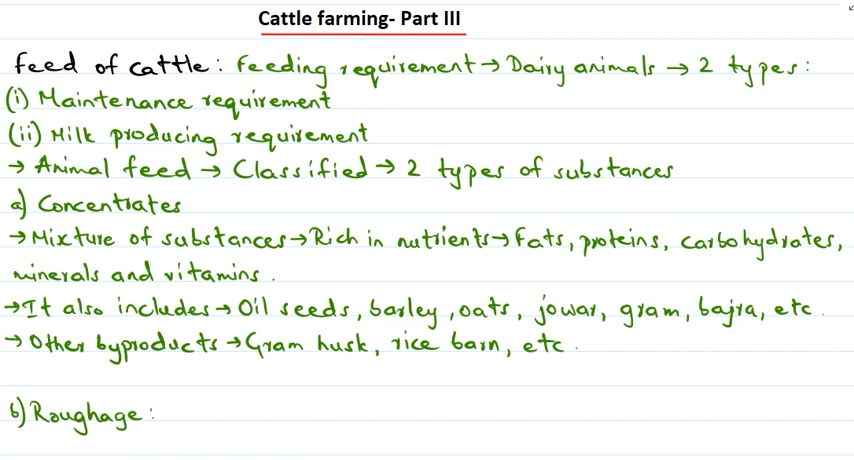 Cattle farming- Part III
Feed of cattle: Feeding requirement → Dairy animals → 2 types:
(i) Maintenance requirement
(ii) Milk producing requirement
→ Animal feed → Classified → 2 types of substances
a) Concentrates
→ Mixture of substances → Rich in nutrients → Fats, proteins, carbohydrates,
minerals and vitamins.
→ It also includes → Oil seeds, barley, oats, jowar, gram, bajra, etc.
→ Other byproducts → Gram husk, rice barn, etc.
b) Roughage: